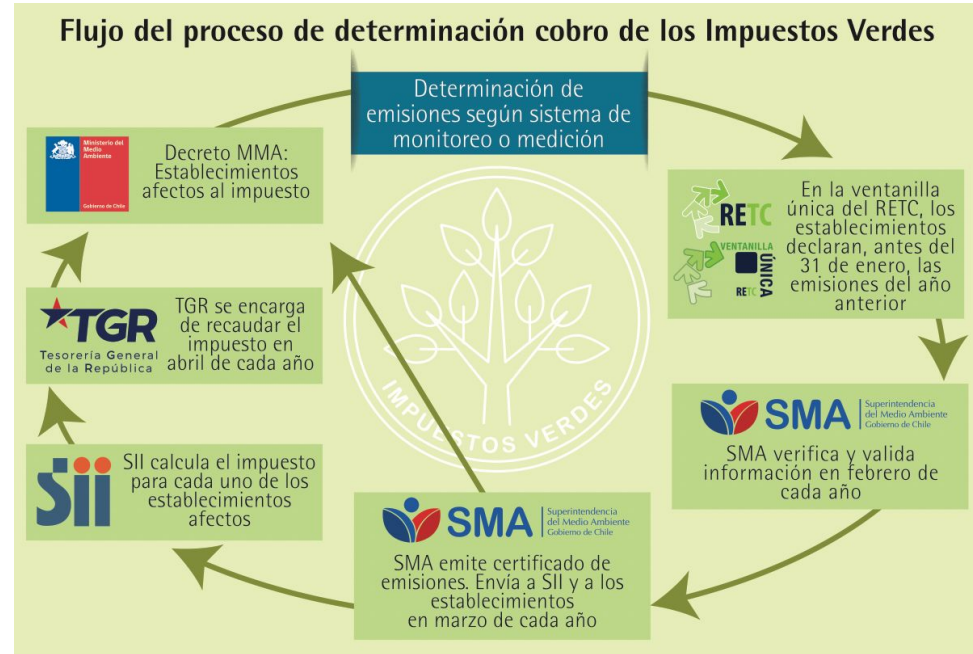 Flujo del proceso de determinación cobro de los Impuestos Verdes
Determinación de
emisiones según sistema de
monitoreo o medición
Ministerio del
Medio
Ambiente
Gobierno de Chile
Decreto MMA:
Establecimientos
afectos al impuesto
RETC
VENTANILLA
ÚNICA
RETC
En la ventanilla
única del RETC, los
establecimientos
declaran, antes del
31 de enero, las
emisiones del año
anterior
TGR
Tesorería General
de la República
TGR se encarga
de recaudar el
impuesto en
abril de cada año
IMPUESTOS VERDES
SMA
Superintendencia
del Medio Ambiente
Gobierno de Chile
SMA verifica y valida
información en febrero de
cada año
Sii
SII calcula el impuesto
para cada uno de los
establecimientos
afectos
SMA
Superintendencia
del Medio Ambiente
Gobierno de Chile
SMA emite certificado de
emisiones. Envía a SII y a los
establecimientos
en marzo de cada año